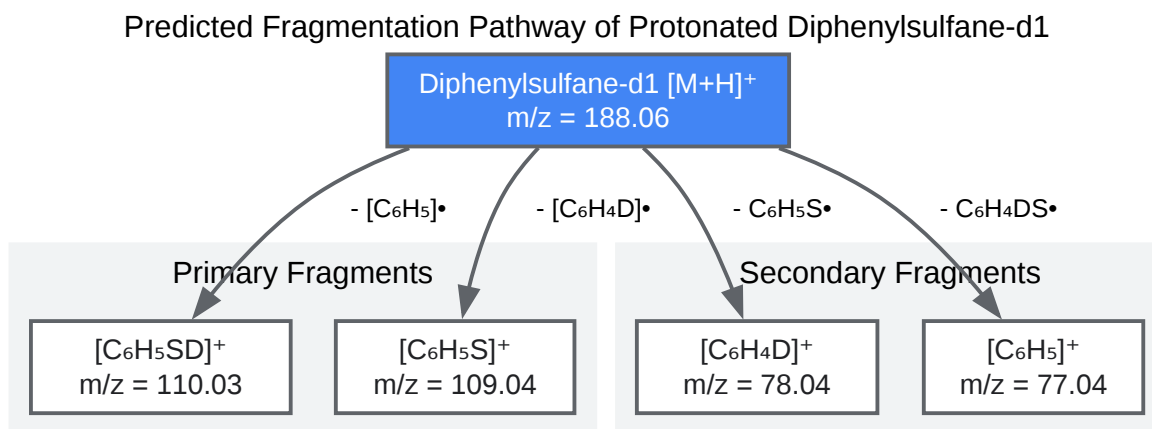 Predicted Fragmentation Pathway of Protonated Diphenylsulfane-d1
Diphenylsulfane-d1 [M+H]⁺
m/z = 188.06
- [C₆H₅]•
- [C₆H₄D]•
- C₆H₅S•
- C₆H₄DS•
Primary Fragments
Secondary Fragments
[C₆H₅SD]⁺
m/z = 110.03
[C₆H₅S]⁺
m/z = 109.04
[C₆H₄D]⁺
m/z = 78.04
[C₆H₅]⁺
m/z = 77.04